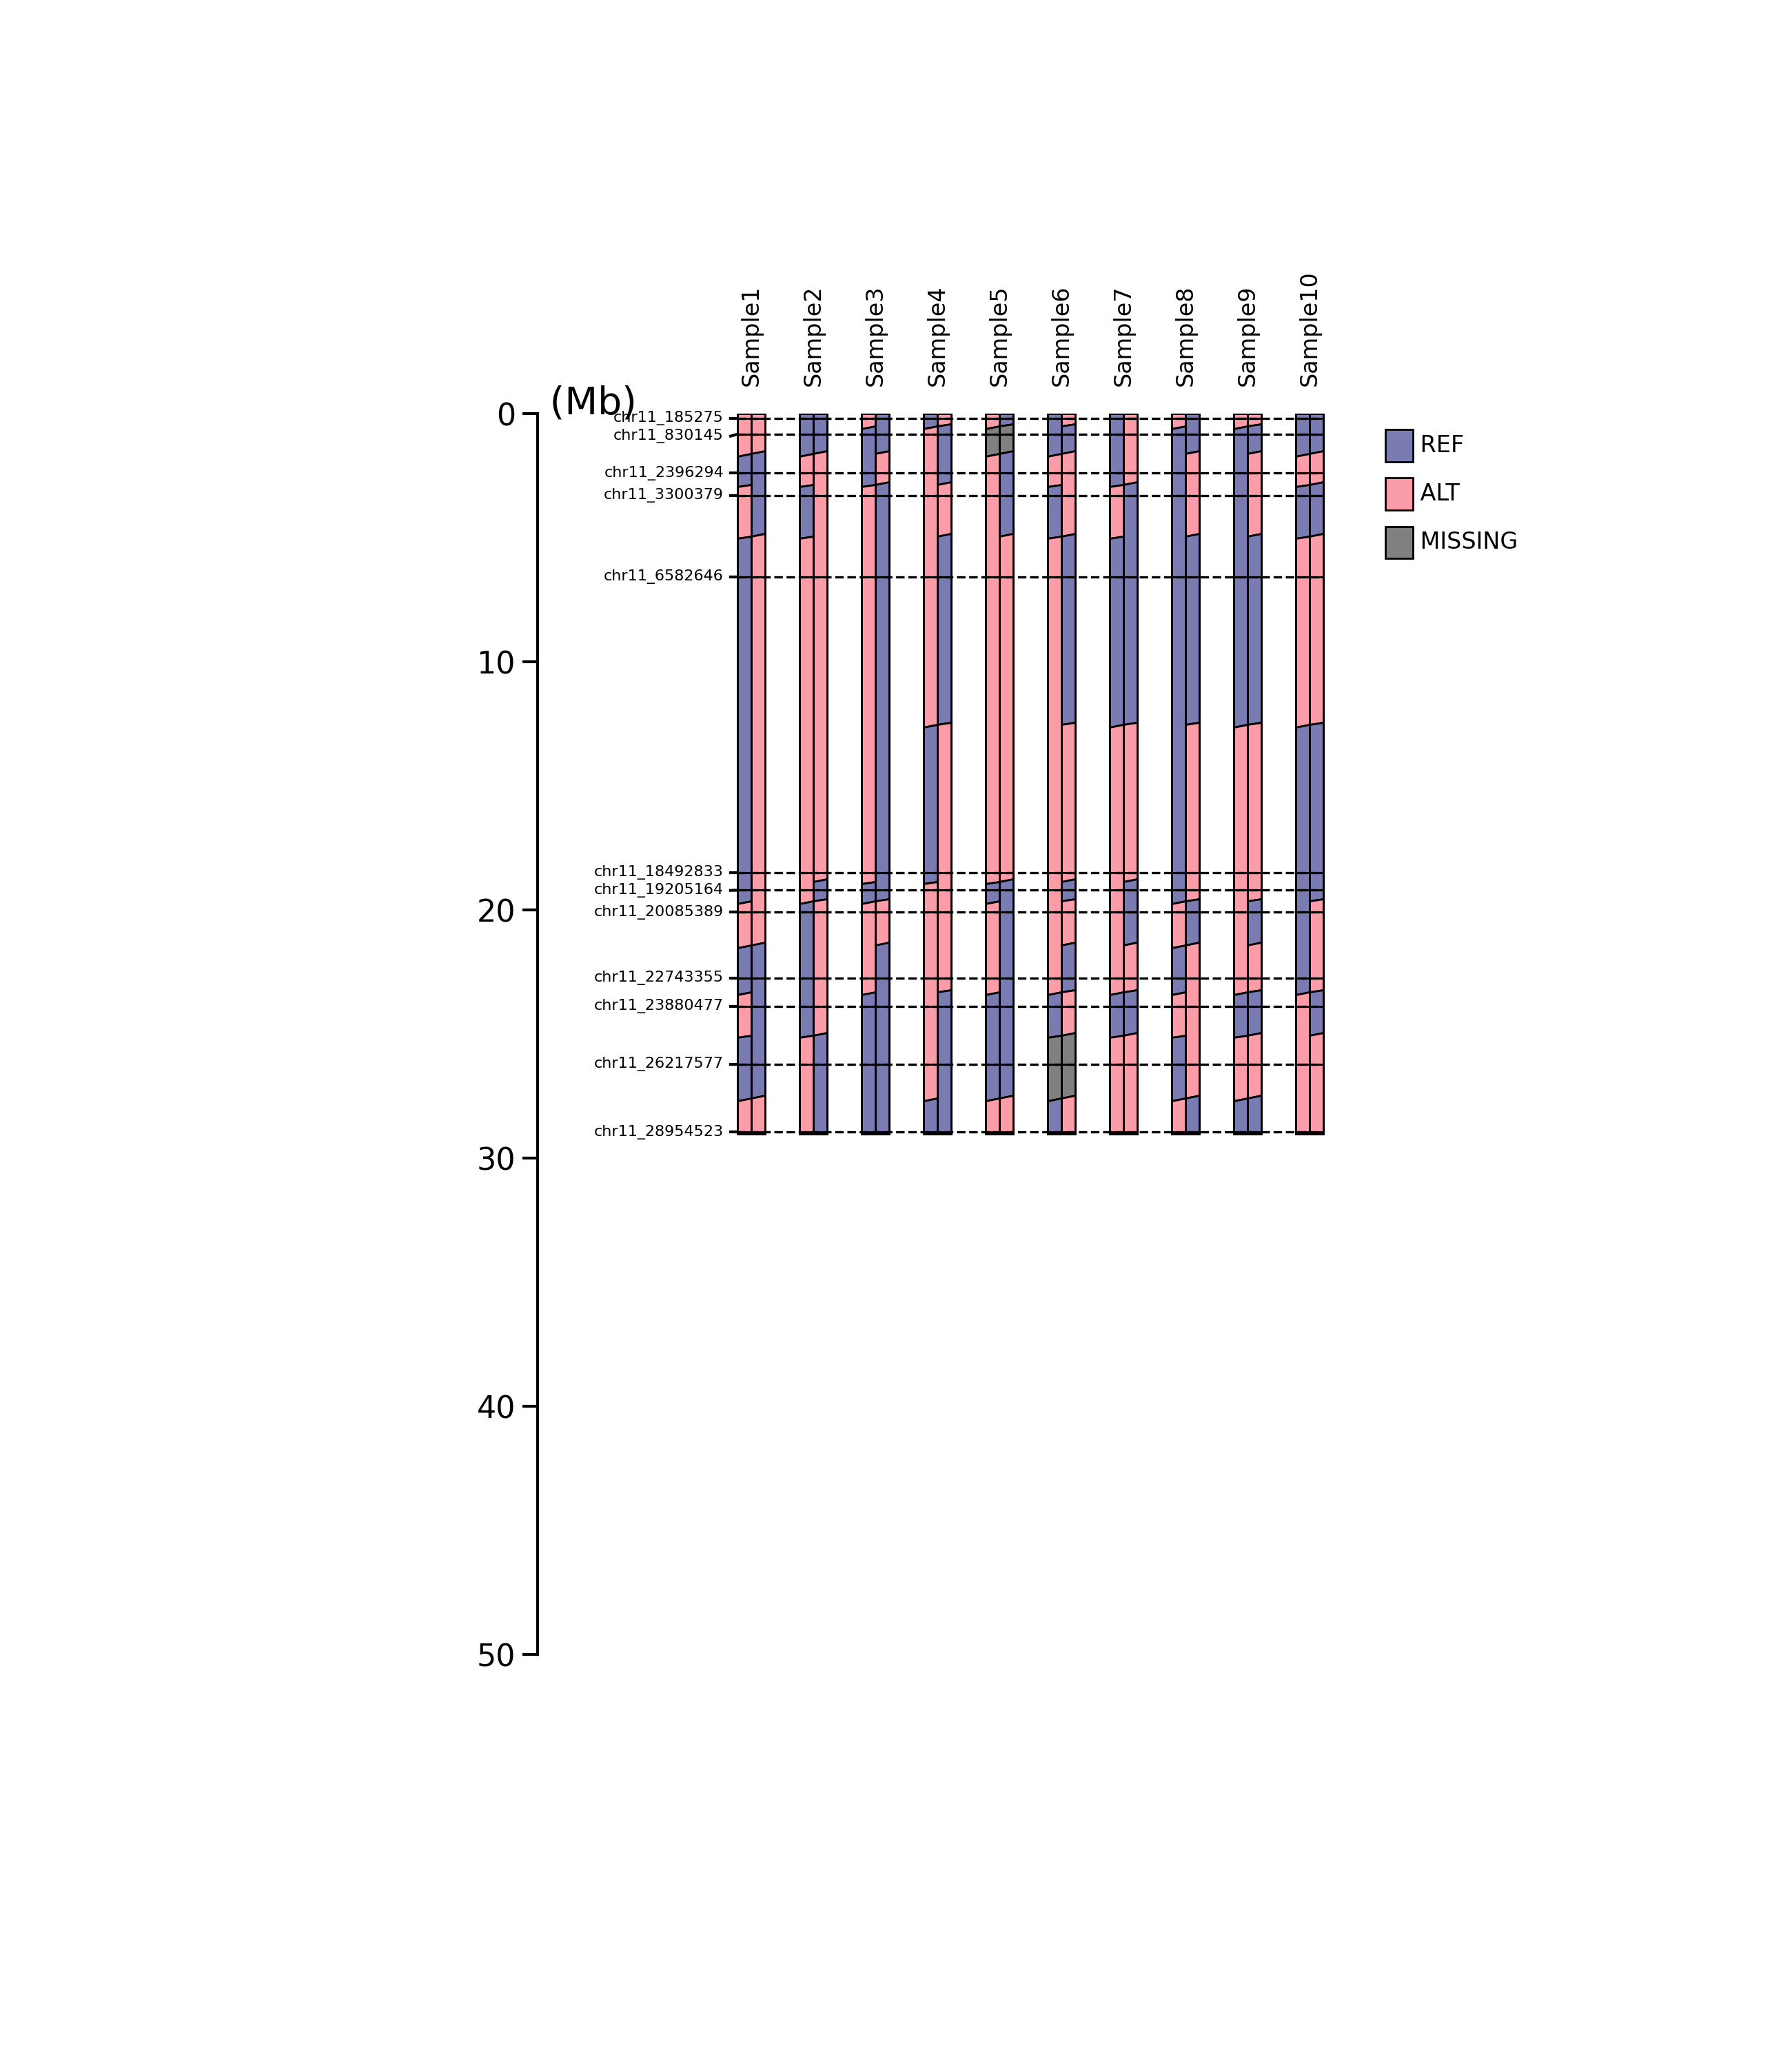 Sample1
Sample2
Sample3
Sample4
Sample5
Sample6
Sample7
Sample8
Sample9
Sample10
(Mb)
0
10
20
30
40
50
chr11_185275
chr11_830145
chr11_2396294
chr11_3300379
chr11_6582646
chr11_18492833
chr11_19205164
chr11_20085389
chr11_22743355
chr11_23880477
chr11_26217577
chr11_28954523
REF
ALT
MISSING